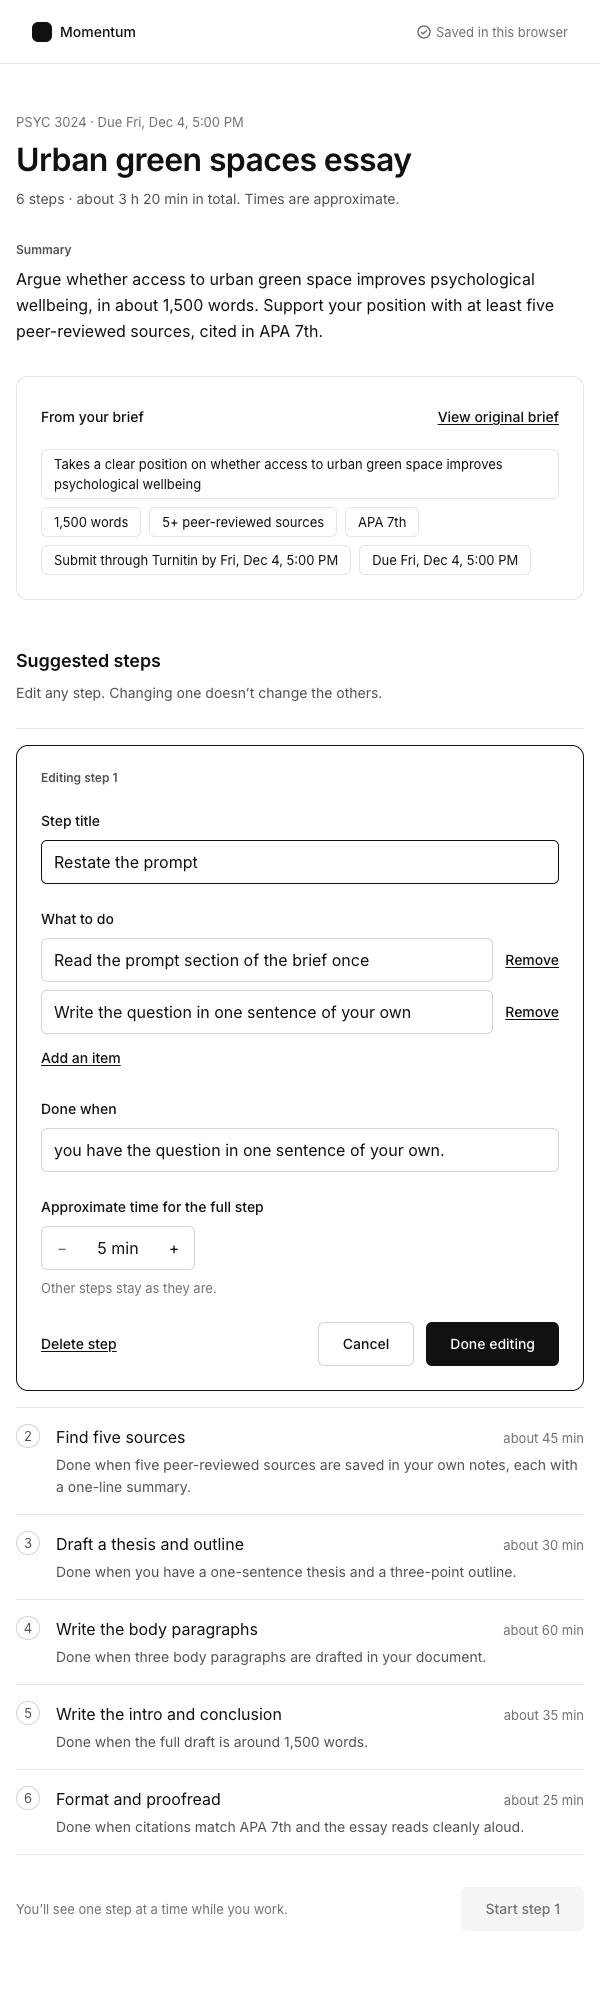 Momentum
Saved in this browser
PSYC 3024 · Due Fri, Dec 4, 5:00 PM
Urban green spaces essay
6 steps · about 3 h 20 min in total. Times are approximate.
Summary
Argue whether access to urban green space improves psychological
wellbeing, in about 1,500 words. Support your position with at least five
peer-reviewed sources, cited in APA 7th.
From your brief
View original brief
Takes a clear position on whether access to urban green space improves
psychological wellbeing
1,500 words
5+ peer-reviewed sources
APA 7th
Submit through Turnitin by Fri, Dec 4, 5:00 PM
Due Fri, Dec 4, 5:00 PM
Suggested steps
Edit any step. Changing one doesn’t change the others.
Editing step 1
Step title
Restate the prompt
What to do
Read the prompt section of the brief once
Remove
Write the question in one sentence of your own
Remove
Add an item
Done when
you have the question in one sentence of your own.
Approximate time for the full step
− 5 min +
Other steps stay as they are.
Delete step
Cancel
Done editing
2 Find five sources about 45 min
Done when five peer-reviewed sources are saved in your own notes, each with
a one-line summary.
3 Draft a thesis and outline about 30 min
Done when you have a one-sentence thesis and a three-point outline.
4 Write the body paragraphs about 60 min
Done when three body paragraphs are drafted in your document.
5 Write the intro and conclusion about 35 min
Done when the full draft is around 1,500 words.
6 Format and proofread about 25 min
Done when citations match APA 7th and the essay reads cleanly aloud.
You’ll see one step at a time while you work.
Start step 1